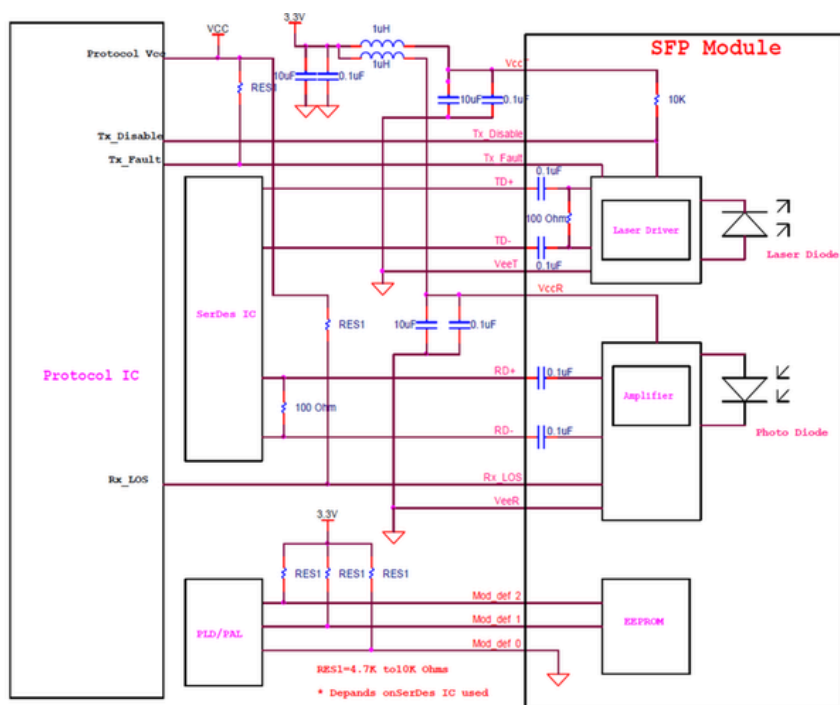 VCC
3.3V
1uH
1uH
Protocol Vcc
RES1
10uF
0.1uF
VccT
SFP Module
10uF
0.1uF
10K
Tx_Disable
Tx_Disable
Tx_Fault
Tx_Fault
0.1uF
TD+
100 Ohm
Laser Driver
TD-
0.1uF
VeeT
Laser Diode
VccR
SerDes IC
RES1
10uF
0.1uF
Protocol IC
RD+
0.1uF
100 Ohm
Amplifier
RD-
0.1uF
Photo Diode
Rx_LOS
Rx_LOS
VeeR
3.3V
RES1
RES1
RES1
Mod_def 2
Mod_def 1
PLD/PAL
EEPROM
Mod_def 0
RES1=4.7K to10K Ohms
* Depands onSerDes IC used